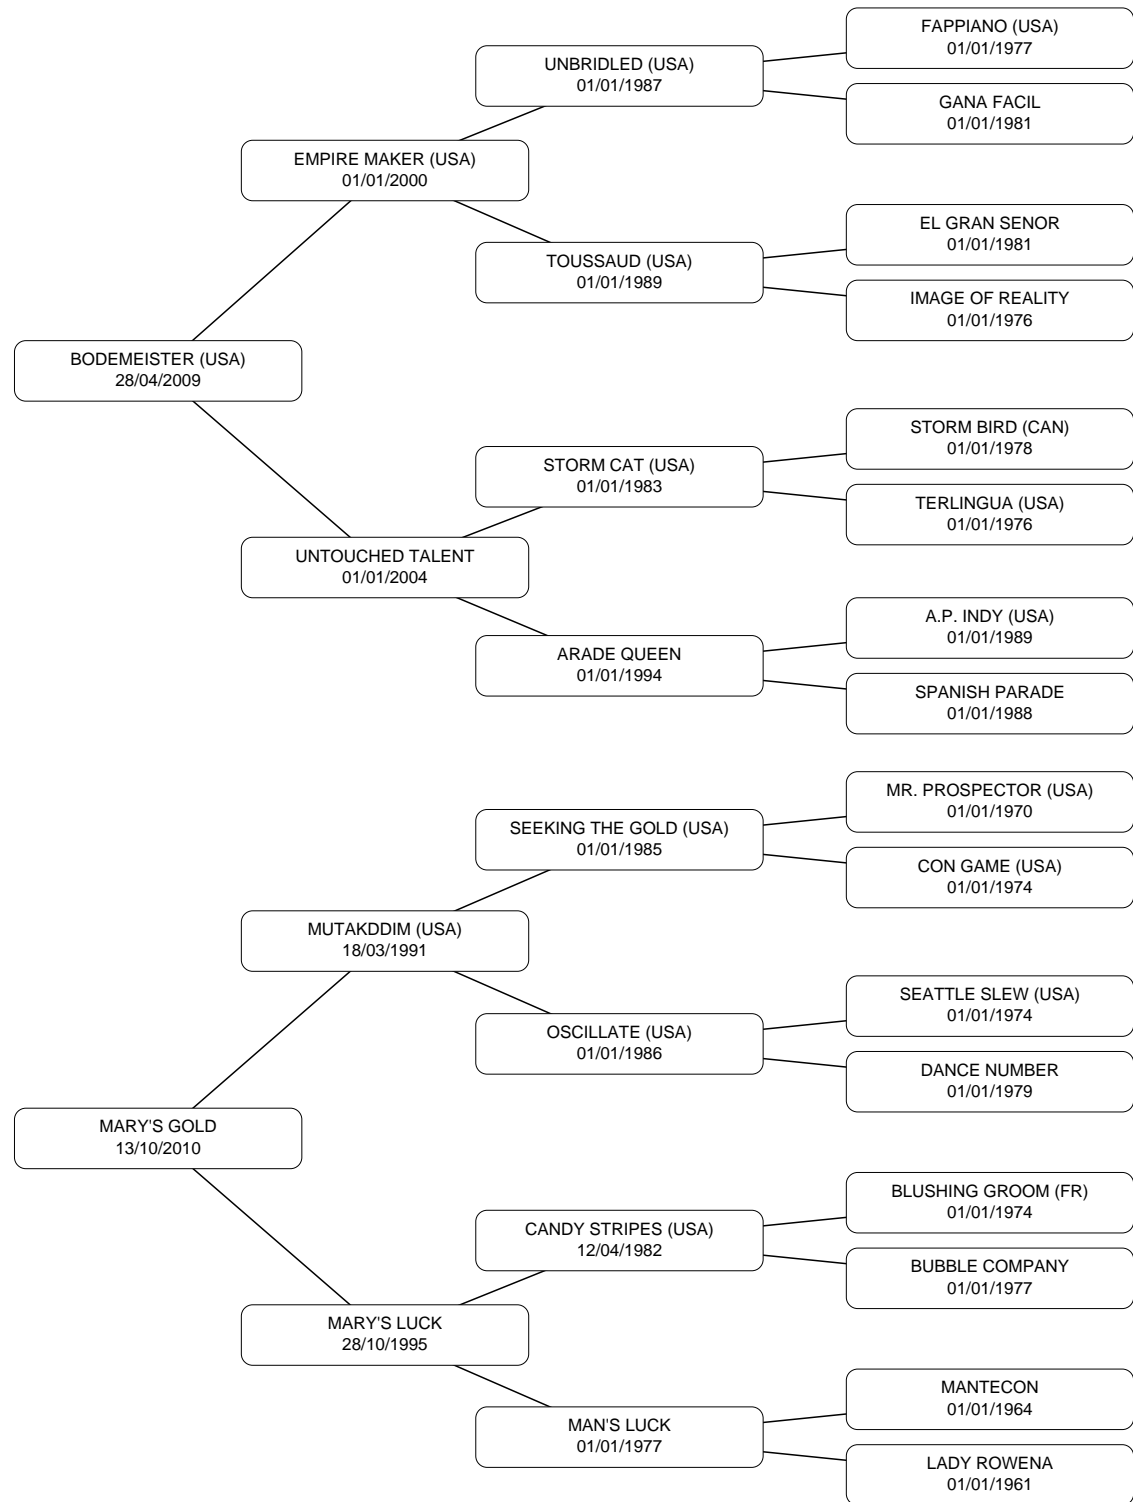 FAPPIANO (USA)
01/01/1977
UNBRIDLED (USA)
01/01/1987
GANA FACIL
01/01/1981
EMPIRE MAKER (USA)
01/01/2000
EL GRAN SENOR
01/01/1981
TOUSSAUD (USA)
01/01/1989
IMAGE OF REALITY
01/01/1976
BODEMEISTER (USA)
28/04/2009
STORM BIRD (CAN)
01/01/1978
STORM CAT (USA)
01/01/1983
TERLINGUA (USA)
01/01/1976
UNTOUCHED TALENT
01/01/2004
A.P. INDY (USA)
01/01/1989
ARADE QUEEN
01/01/1994
SPANISH PARADE
01/01/1988
MR. PROSPECTOR (USA)
01/01/1970
SEEKING THE GOLD (USA)
01/01/1985
CON GAME (USA)
01/01/1974
MUTAKDDIM (USA)
18/03/1991
SEATTLE SLEW (USA)
01/01/1974
OSCILLATE (USA)
01/01/1986
DANCE NUMBER
01/01/1979
MARY'S GOLD
13/10/2010
BLUSHING GROOM (FR)
01/01/1974
CANDY STRIPES (USA)
12/04/1982
BUBBLE COMPANY
01/01/1977
MARY'S LUCK
28/10/1995
MANTECON
01/01/1964
MAN'S LUCK
01/01/1977
LADY ROWENA
01/01/1961